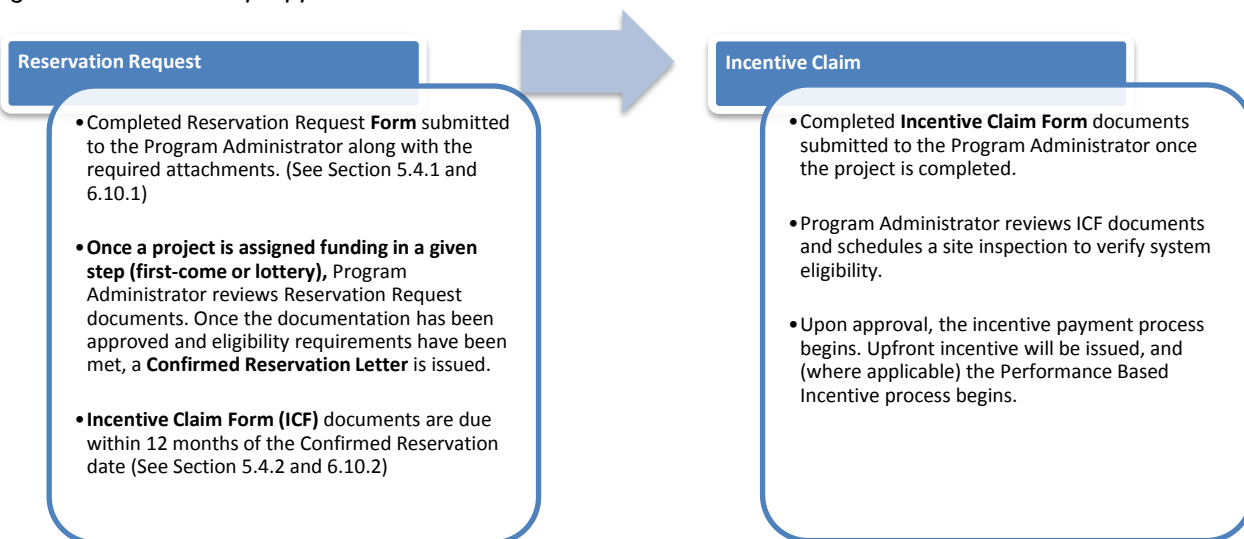 Reservation Request
•Completed Reservation Request Form submitted
to the Program Administrator along with the
required attachments. (See Section 5.4.1 and
6.10.1)
•Once a project is assigned funding in a given
step (first-come or lottery), Program
Administrator reviews Reservation Request
documents. Once the documentation has been
approved and eligibility requirements have been
met, a Confirmed Reservation Letter is issued.
•Incentive Claim Form (ICF) documents are due
within 12 months of the Confirmed Reservation
date (See Section 5.4.2 and 6.10.2)
Incentive Claim
•Completed Incentive Claim Form documents
submitted to the Program Administrator once
the project is completed.
•Program Administrator reviews ICF documents
and schedules a site inspection to verify system
eligibility.
•Upon approval, the incentive payment process
begins. Upfront incentive will be issued, and
(where applicable) the Performance Based
Incentive process begins.